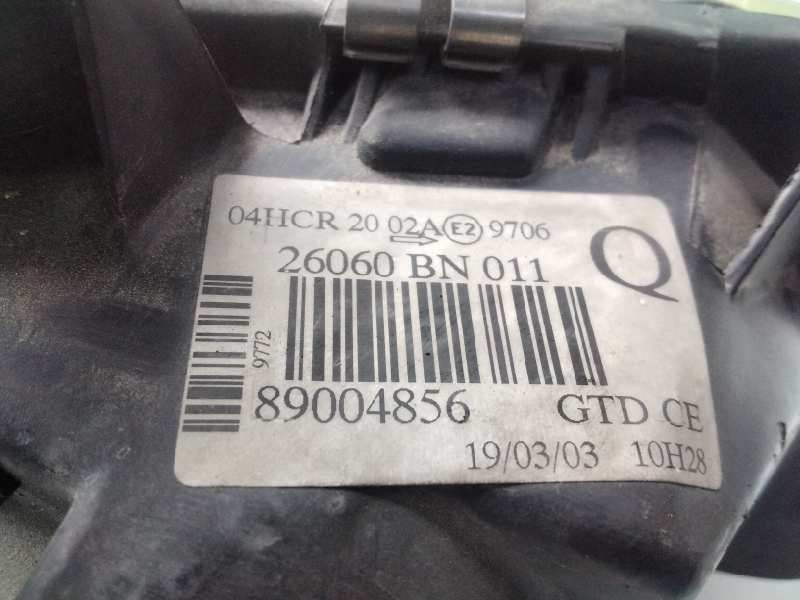 04HCR 20 02A E2 9706
26060 BN 011
Q
9772
89004856 GTD CE
19/03/03 10H28